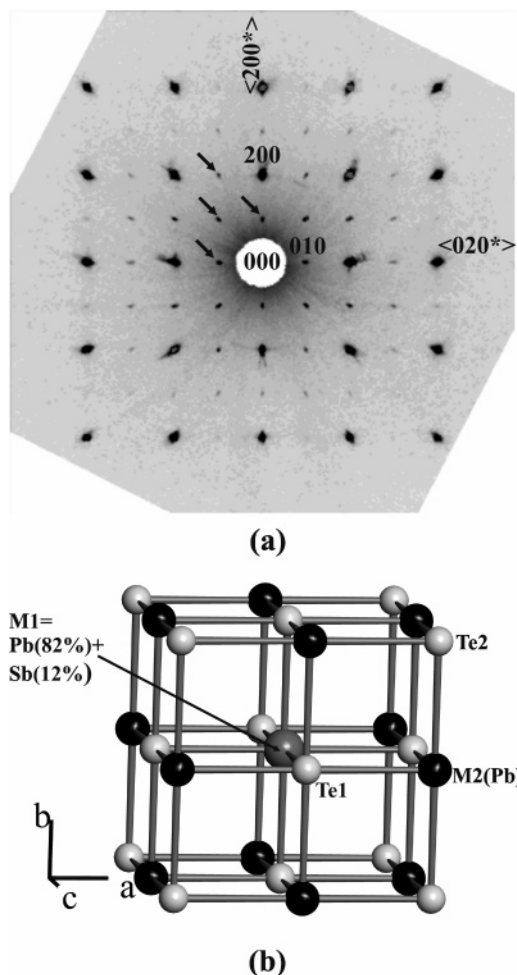 <200*>
200
010
000
<020*>
(a)
M1=
Pb(82%)+
Sb(12%)
Te2
Te1
M2(Pb)
b
c
a
(b)